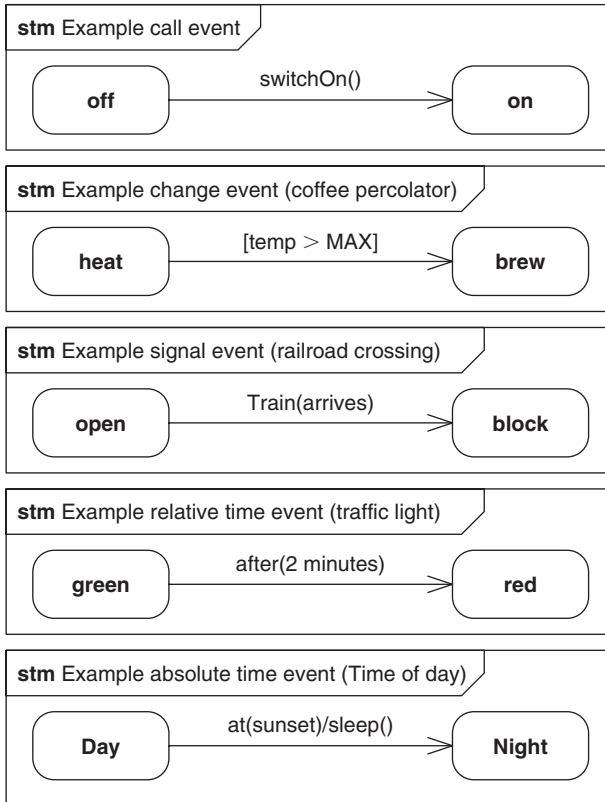 stm Example call event
switchOn()
off
on
stm Example change event (coffee percolator)
[temp > MAX]
heat
brew
stm Example signal event (railroad crossing)
Train(arrives)
open
block
stm Example relative time event (traffic light)
after(2 minutes)
green
red
stm Example absolute time event (Time of day)
at(sunset)/sleep()
Day
Night